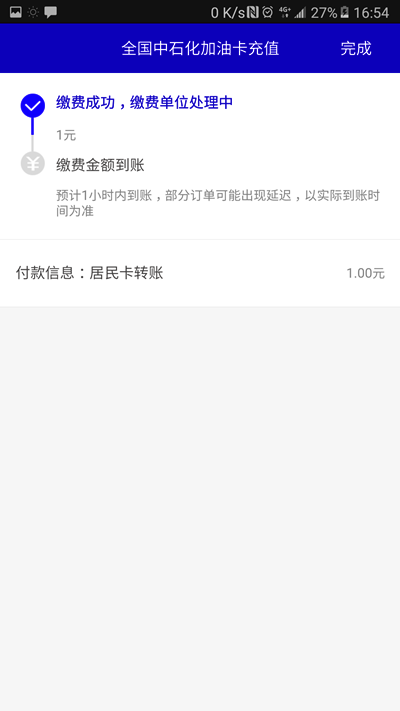 0 K/s 4G+ 27% 16:54
全国中石化加油卡充值 完成
缴费成功，缴费单位处理中
1元
缴费金额到账
预计1小时内到账，部分订单可能出现延迟，以实际到账时
间为准
付款信息：居民卡转账 1.00元